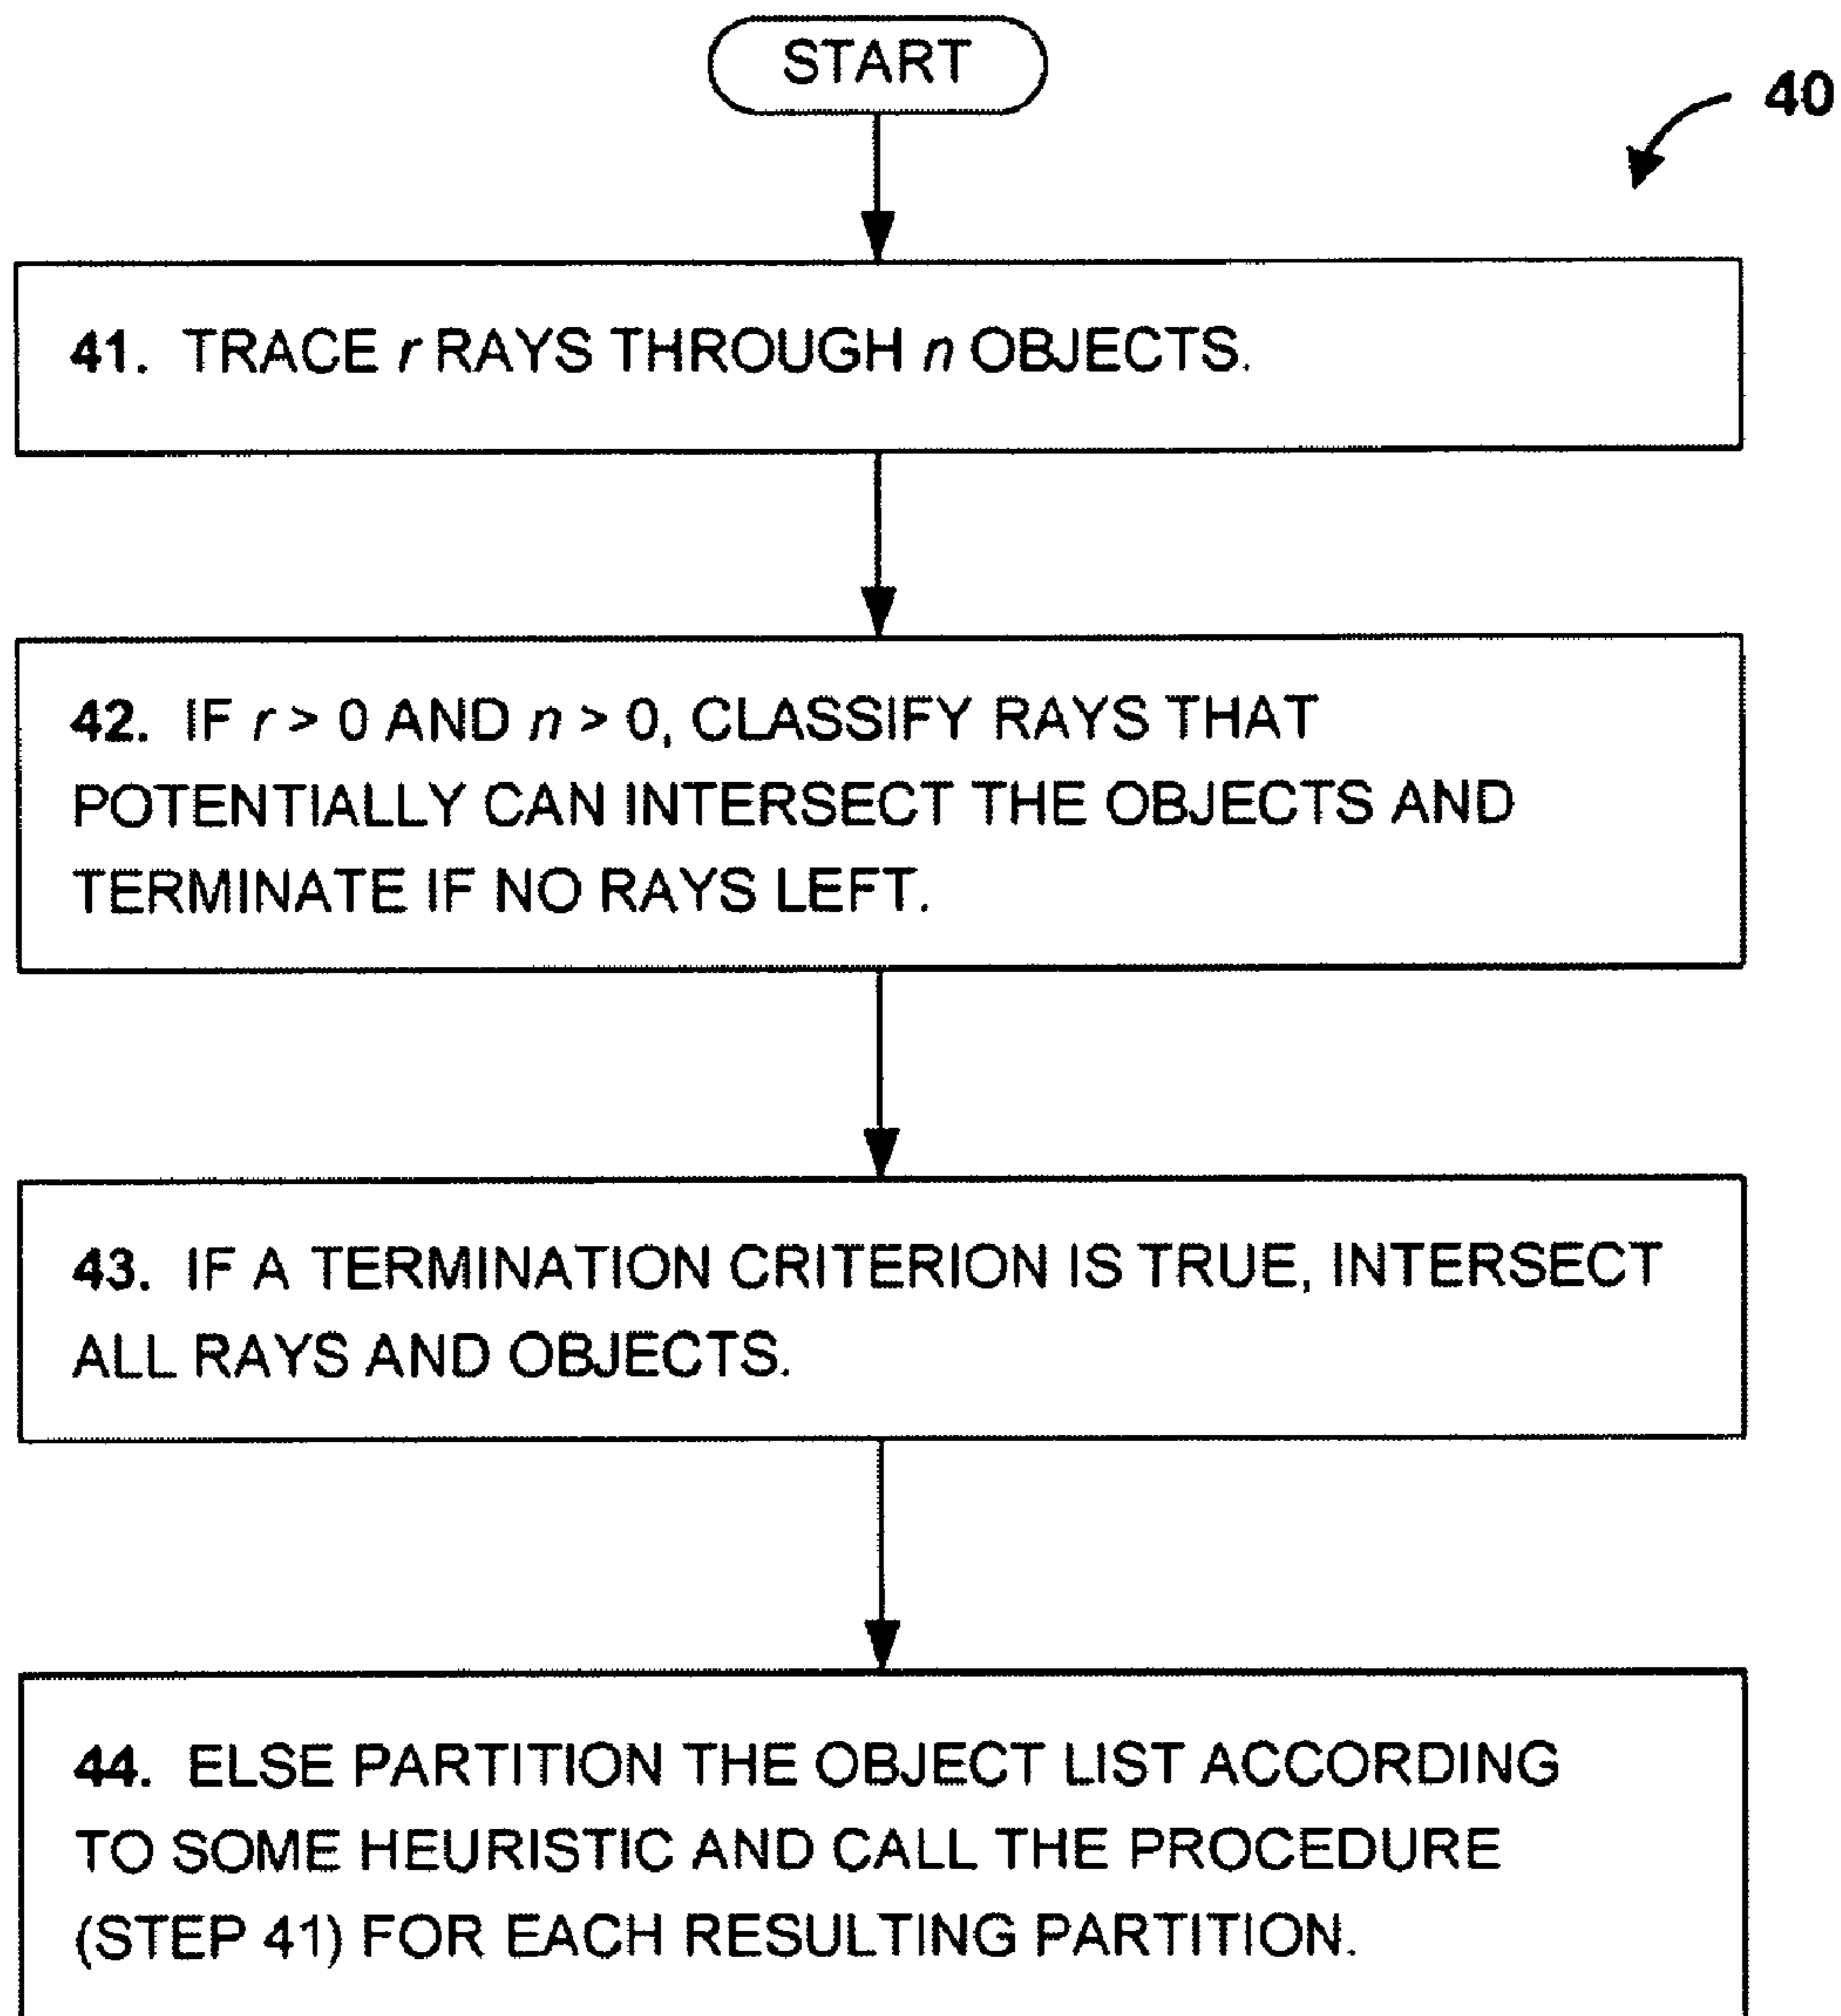 START
40
41. TRACE r RAYS THROUGH n OBJECTS.
42. IF r > 0 AND n > 0, CLASSIFY RAYS THAT
POTENTIALLY CAN INTERSECT THE OBJECTS AND
TERMINATE IF NO RAYS LEFT.
43. IF A TERMINATION CRITERION IS TRUE, INTERSECT
ALL RAYS AND OBJECTS.
44. ELSE PARTITION THE OBJECT LIST ACCORDING
TO SOME HEURISTIC AND CALL THE PROCEDURE
(STEP 41) FOR EACH RESULTING PARTITION.